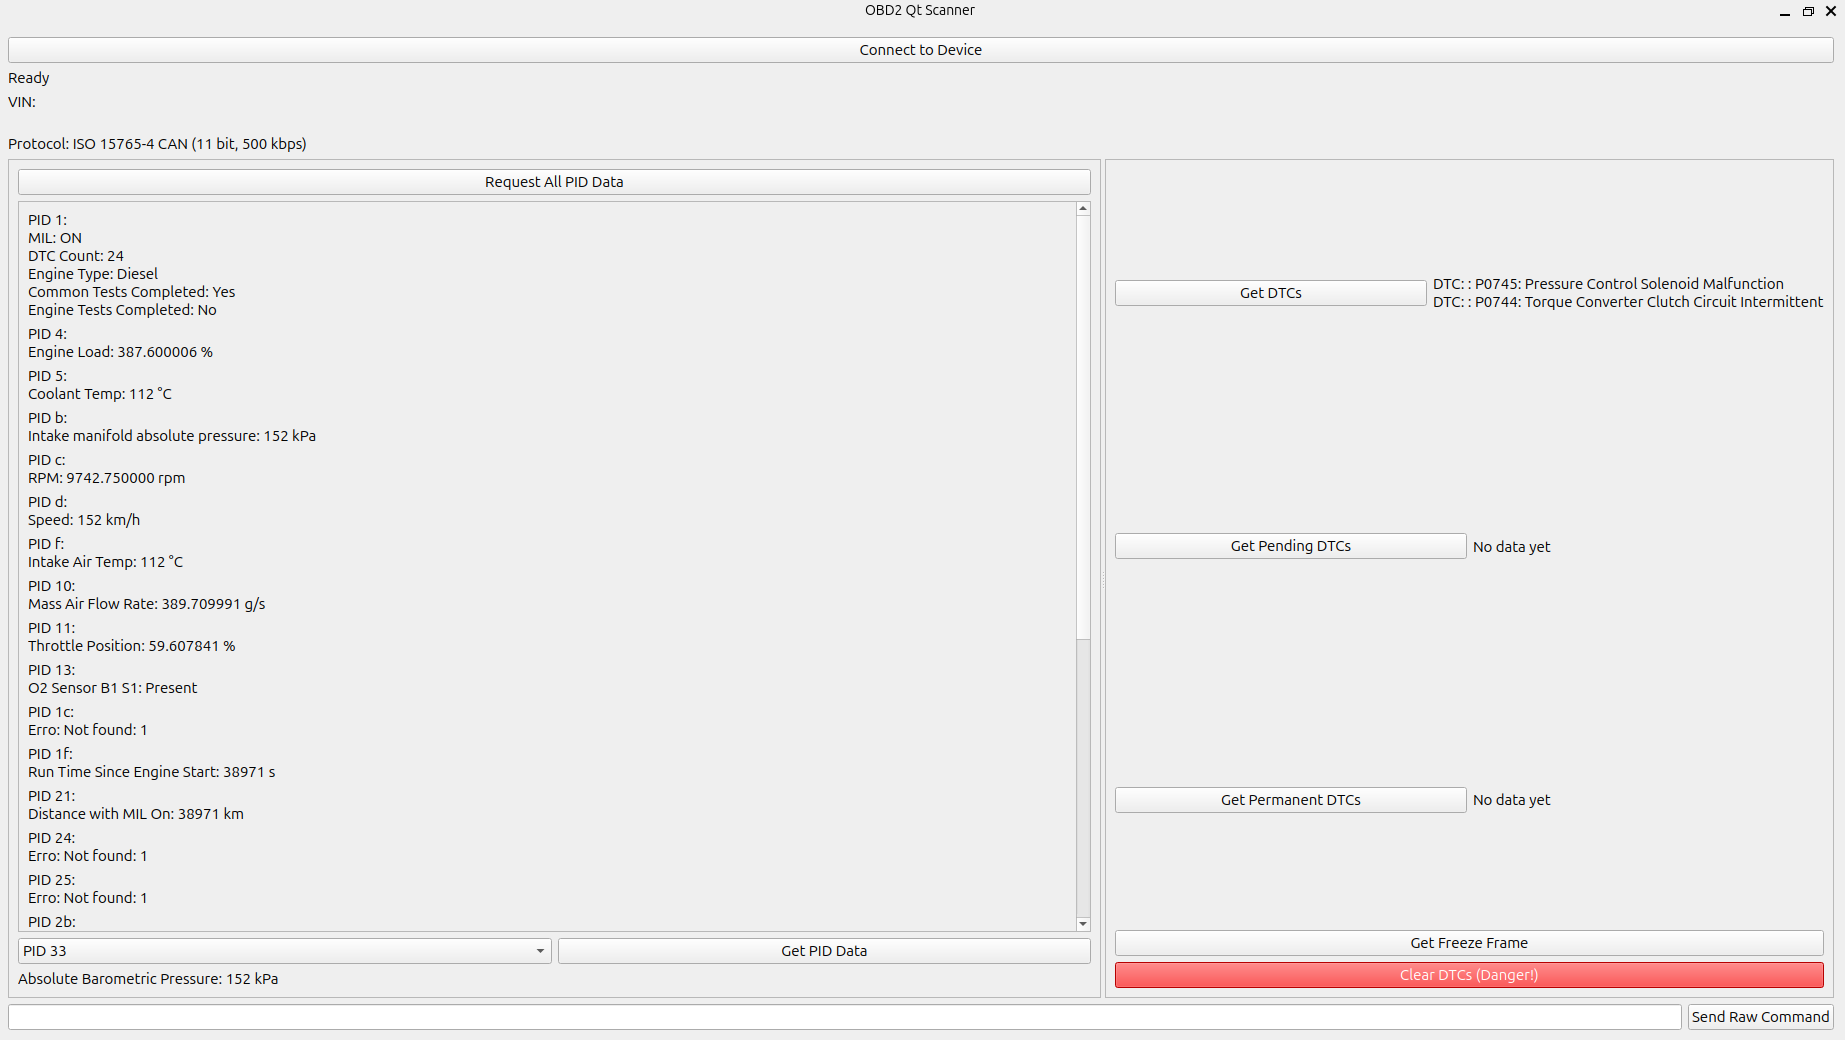 OBD2 Qt Scanner
Connect to Device
Ready
VIN:
Protocol: ISO 15765-4 CAN (11 bit, 500 kbps)
Request All PID Data
PID 1:
MIL: ON
DTC Count: 24
Engine Type: Diesel
Common Tests Completed: Yes
Engine Tests Completed: No
PID 4:
Engine Load: 387.600006 %
PID 5:
Coolant Temp: 112 °C
PID b:
Intake manifold absolute pressure: 152 kPa
PID c:
RPM: 9742.750000 rpm
PID d:
Speed: 152 km/h
PID f:
Intake Air Temp: 112 °C
PID 10:
Mass Air Flow Rate: 389.709991 g/s
PID 11:
Throttle Position: 59.607841 %
PID 13:
O2 Sensor B1 S1: Present
PID 1c:
Erro: Not found: 1
PID 1f:
Run Time Since Engine Start: 38971 s
PID 21:
Distance with MIL On: 38971 km
PID 24:
Erro: Not found: 1
PID 25:
Erro: Not found: 1
PID 2b:
PID 33
Get PID Data
Absolute Barometric Pressure: 152 kPa
Get DTCs
DTC: : P0745: Pressure Control Solenoid Malfunction
DTC: : P0744: Torque Converter Clutch Circuit Intermittent
Get Pending DTCs
No data yet
Get Permanent DTCs
No data yet
Get Freeze Frame
Clear DTCs (Danger!)
Send Raw Command